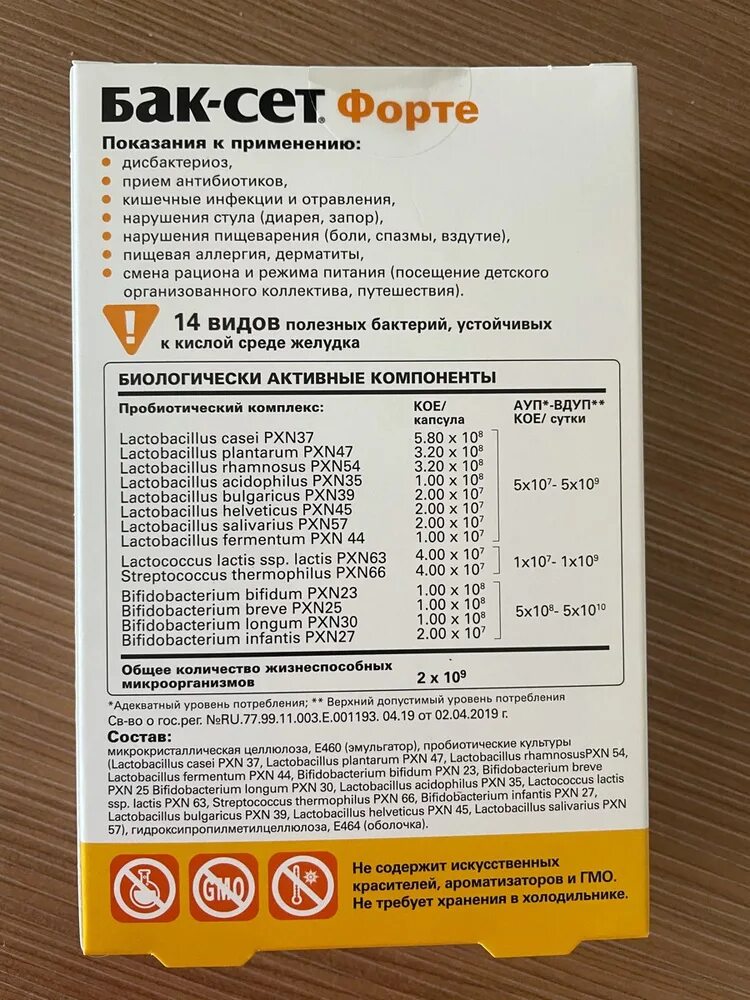 Бак-сет® Форте
Показания к применению:
• дисбактериоз,
• прием антибиотиков,
• кишечные инфекции и отравления,
• нарушения стула (диарея, запор),
• нарушения пищеварения (боли, спазмы, вздутие),
• пищевая аллергия, дерматиты,
• смена рациона и режима питания (посещение детского
организованного коллектива, путешествия).
! 14 видов полезных бактерий, устойчивых
к кислой среде желудка
БИОЛОГИЧЕСКИ АКТИВНЫЕ КОМПОНЕНТЫ
Пробиотический комплекс: КОЕ/ капсула АУП*-ВДУП** КОЕ/ сутки
Lactobacillus casei PXN37 5.80 x 10⁸
Lactobacillus plantarum PXN47 3.20 x 10⁸
Lactobacillus rhamnosus PXN54 3.20 x 10⁸
Lactobacillus acidophilus PXN35 1.00 x 10⁸ 5x10⁷- 5x10⁹
Lactobacillus bulgaricus PXN39 2.00 x 10⁷
Lactobacillus helveticus PXN45 2.00 x 10⁷
Lactobacillus salivarius PXN57 2.00 x 10⁷
Lactobacillus fermentum PXN 44 1.00 x 10⁷
Lactococcus lactis ssp. lactis PXN63 4.00 x 10⁷ 1x10⁷- 1x10⁹
Streptococcus thermophilus PXN66 4.00 x 10⁷
Bifidobacterium bifidum PXN23 1.00 x 10⁸
Bifidobacterium breve PXN25 1.00 x 10⁸ 5x10⁸- 5x10¹⁰
Bifidobacterium longum PXN30 1.00 x 10⁸
Bifidobacterium infantis PXN27 2.00 x 10⁷
Общее количество жизнеспособных
микроорганизмов 2 x 10⁹
*Адекватный уровень потребления; ** Верхний допустимый уровень потребления
Св-во о гос.рег. №RU.77.99.11.003.E.001193. 04.19 от 02.04.2019 г.
Состав:
микрокристаллическая целлюлоза, Е460 (эмульгатор), пробиотические культуры
(Lactobacillus casei PXN 37, Lactobacillus plantarum PXN 47, Lactobacillus rhamnosusPXN 54,
Lactobacillus fermentum PXN 44, Bifidobacterium bifidum PXN 23, Bifidobacterium breve
PXN 25 Bifidobacterium longum PXN 30, Lactobacillus acidophilus PXN 35, Lactococcus lactis
ssp. lactis PXN 63, Streptococcus thermophilus PXN 66, Bifidobacterium infantis PXN 27,
Lactobacillus bulgaricus PXN 39, Lactobacillus helveticus PXN 45, Lactobacillus salivarius PXN
57), гидроксипропилметилцеллюлоза, Е464 (оболочка).
GMO
Не содержит искусственных
красителей, ароматизаторов и ГМО.
Не требует хранения в холодильнике.